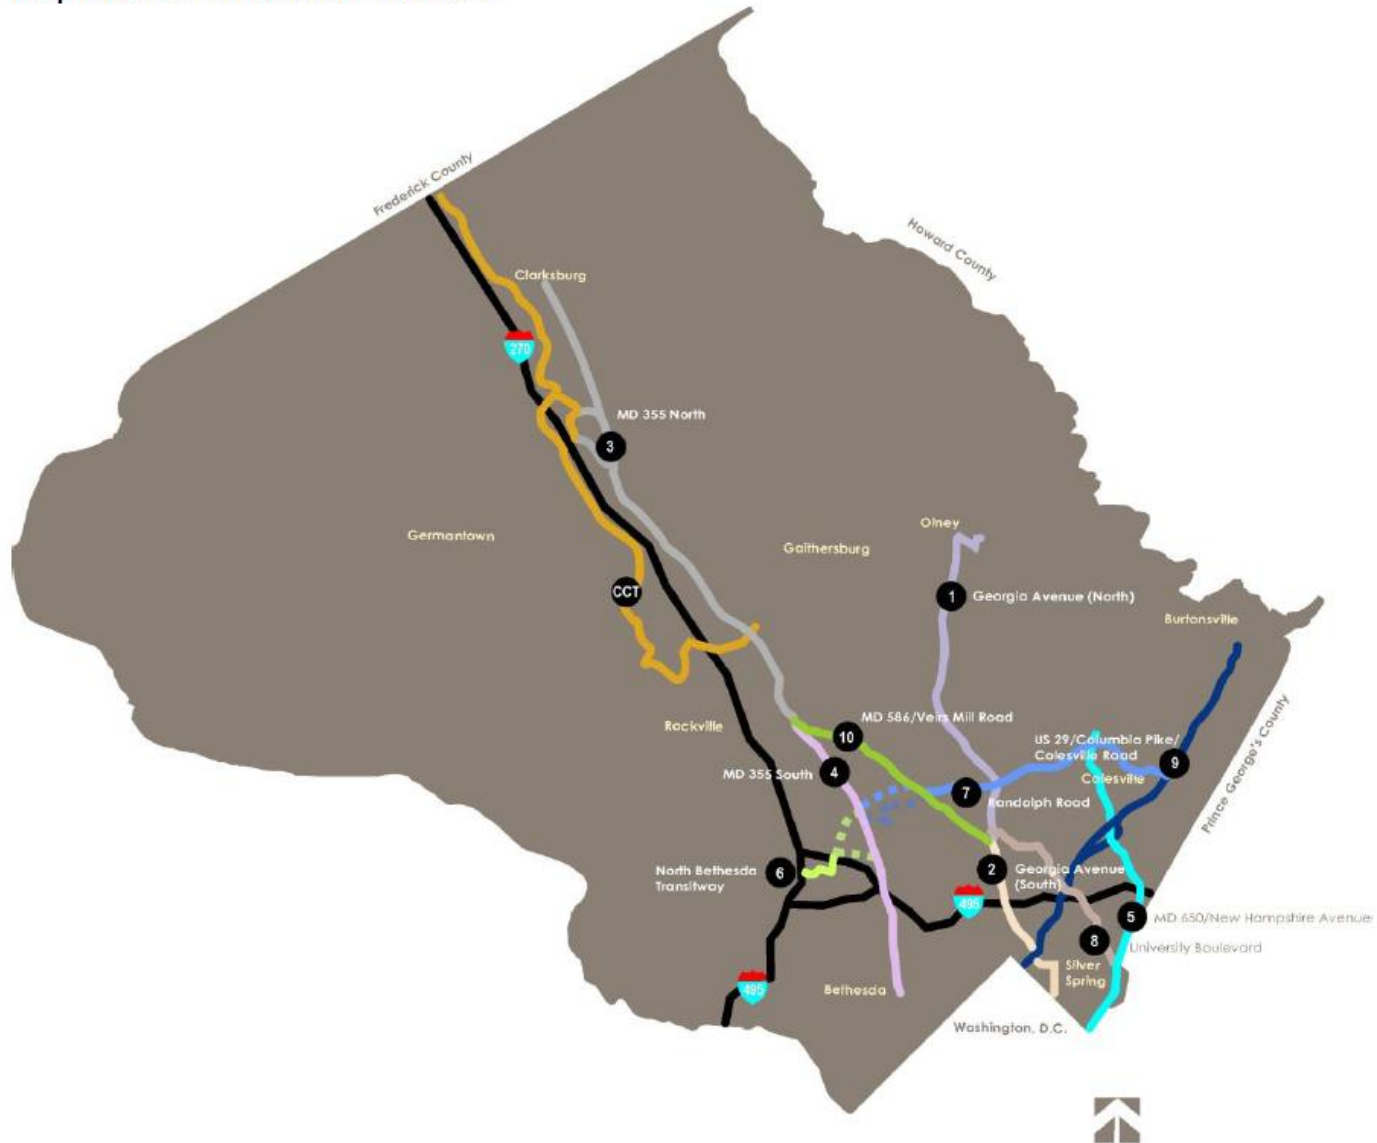 Frederick County
Howard County
Clarksburg
270
MD 355 North
3
Olney
Germantown
Gaithersburg
CCT
1
Georgia Avenue (North)
Burtonsville
Prince George's County
MD 586/Veirs Mill Road
10
Rockville
US 29/Columbia Pike/
Colesville Road
9
MD 355 South
4
Colesville
7
Randolph Road
North Bethesda
Transitway
6
2
Georgia Avenue
(South)
495
5
MD 650/New Hampshire Avenue
8
University Boulevard
Silver
Spring
495
Bethesda
Washington, D.C.